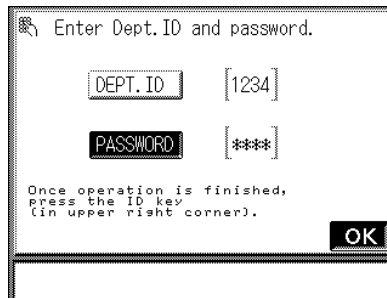 Enter Dept.ID and password.
DEPT.ID [1234]
PASSWORD [****]
Once operation is finished,
press the ID key
(in upper right corner).
OK